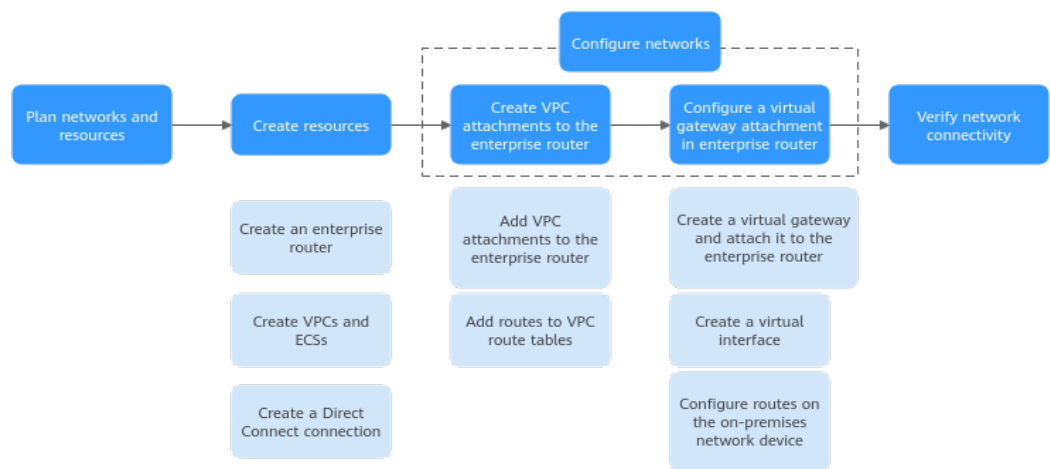 Configure networks
Plan networks and
resources
Create resources
Create VPC
attachments to the
enterprise router
Configure a virtual
gateway attachment
in enterprise router
Verify network
connectivity
Create an enterprise
router
Create VPCs and
ECSs
Create a Direct
Connect connection
Add VPC
attachments to the
enterprise router
Add routes to VPC
route tables
Create a virtual gateway
and attach it to the
enterprise router
Create a virtual
interface
Configure routes on
the on-premises
network device